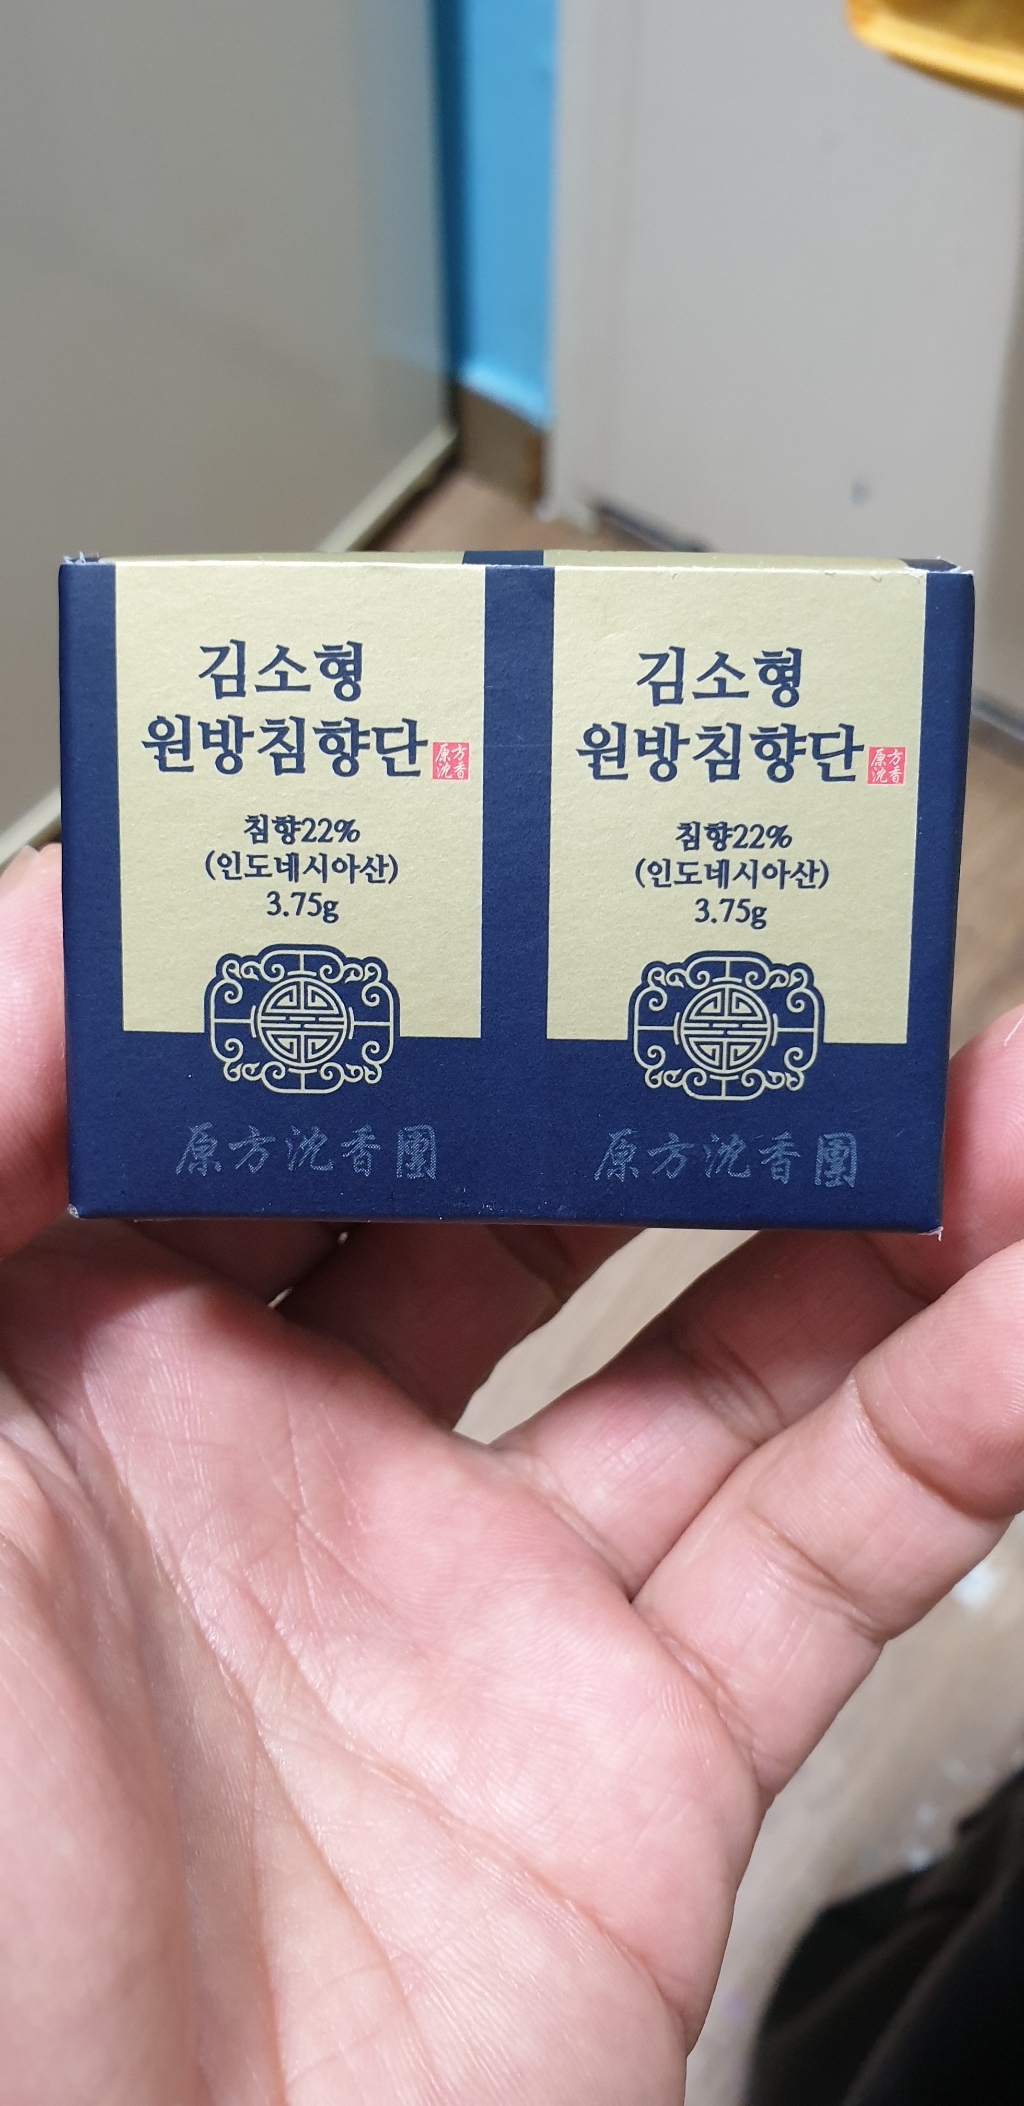 김소형
원방침향단
原方
沈香
침향22%
(인도네시아산)
3.75g
原方沈香團
김소형
원방침향단
原方
沈香
침향22%
(인도네시아산)
3.75g
原方沈香團